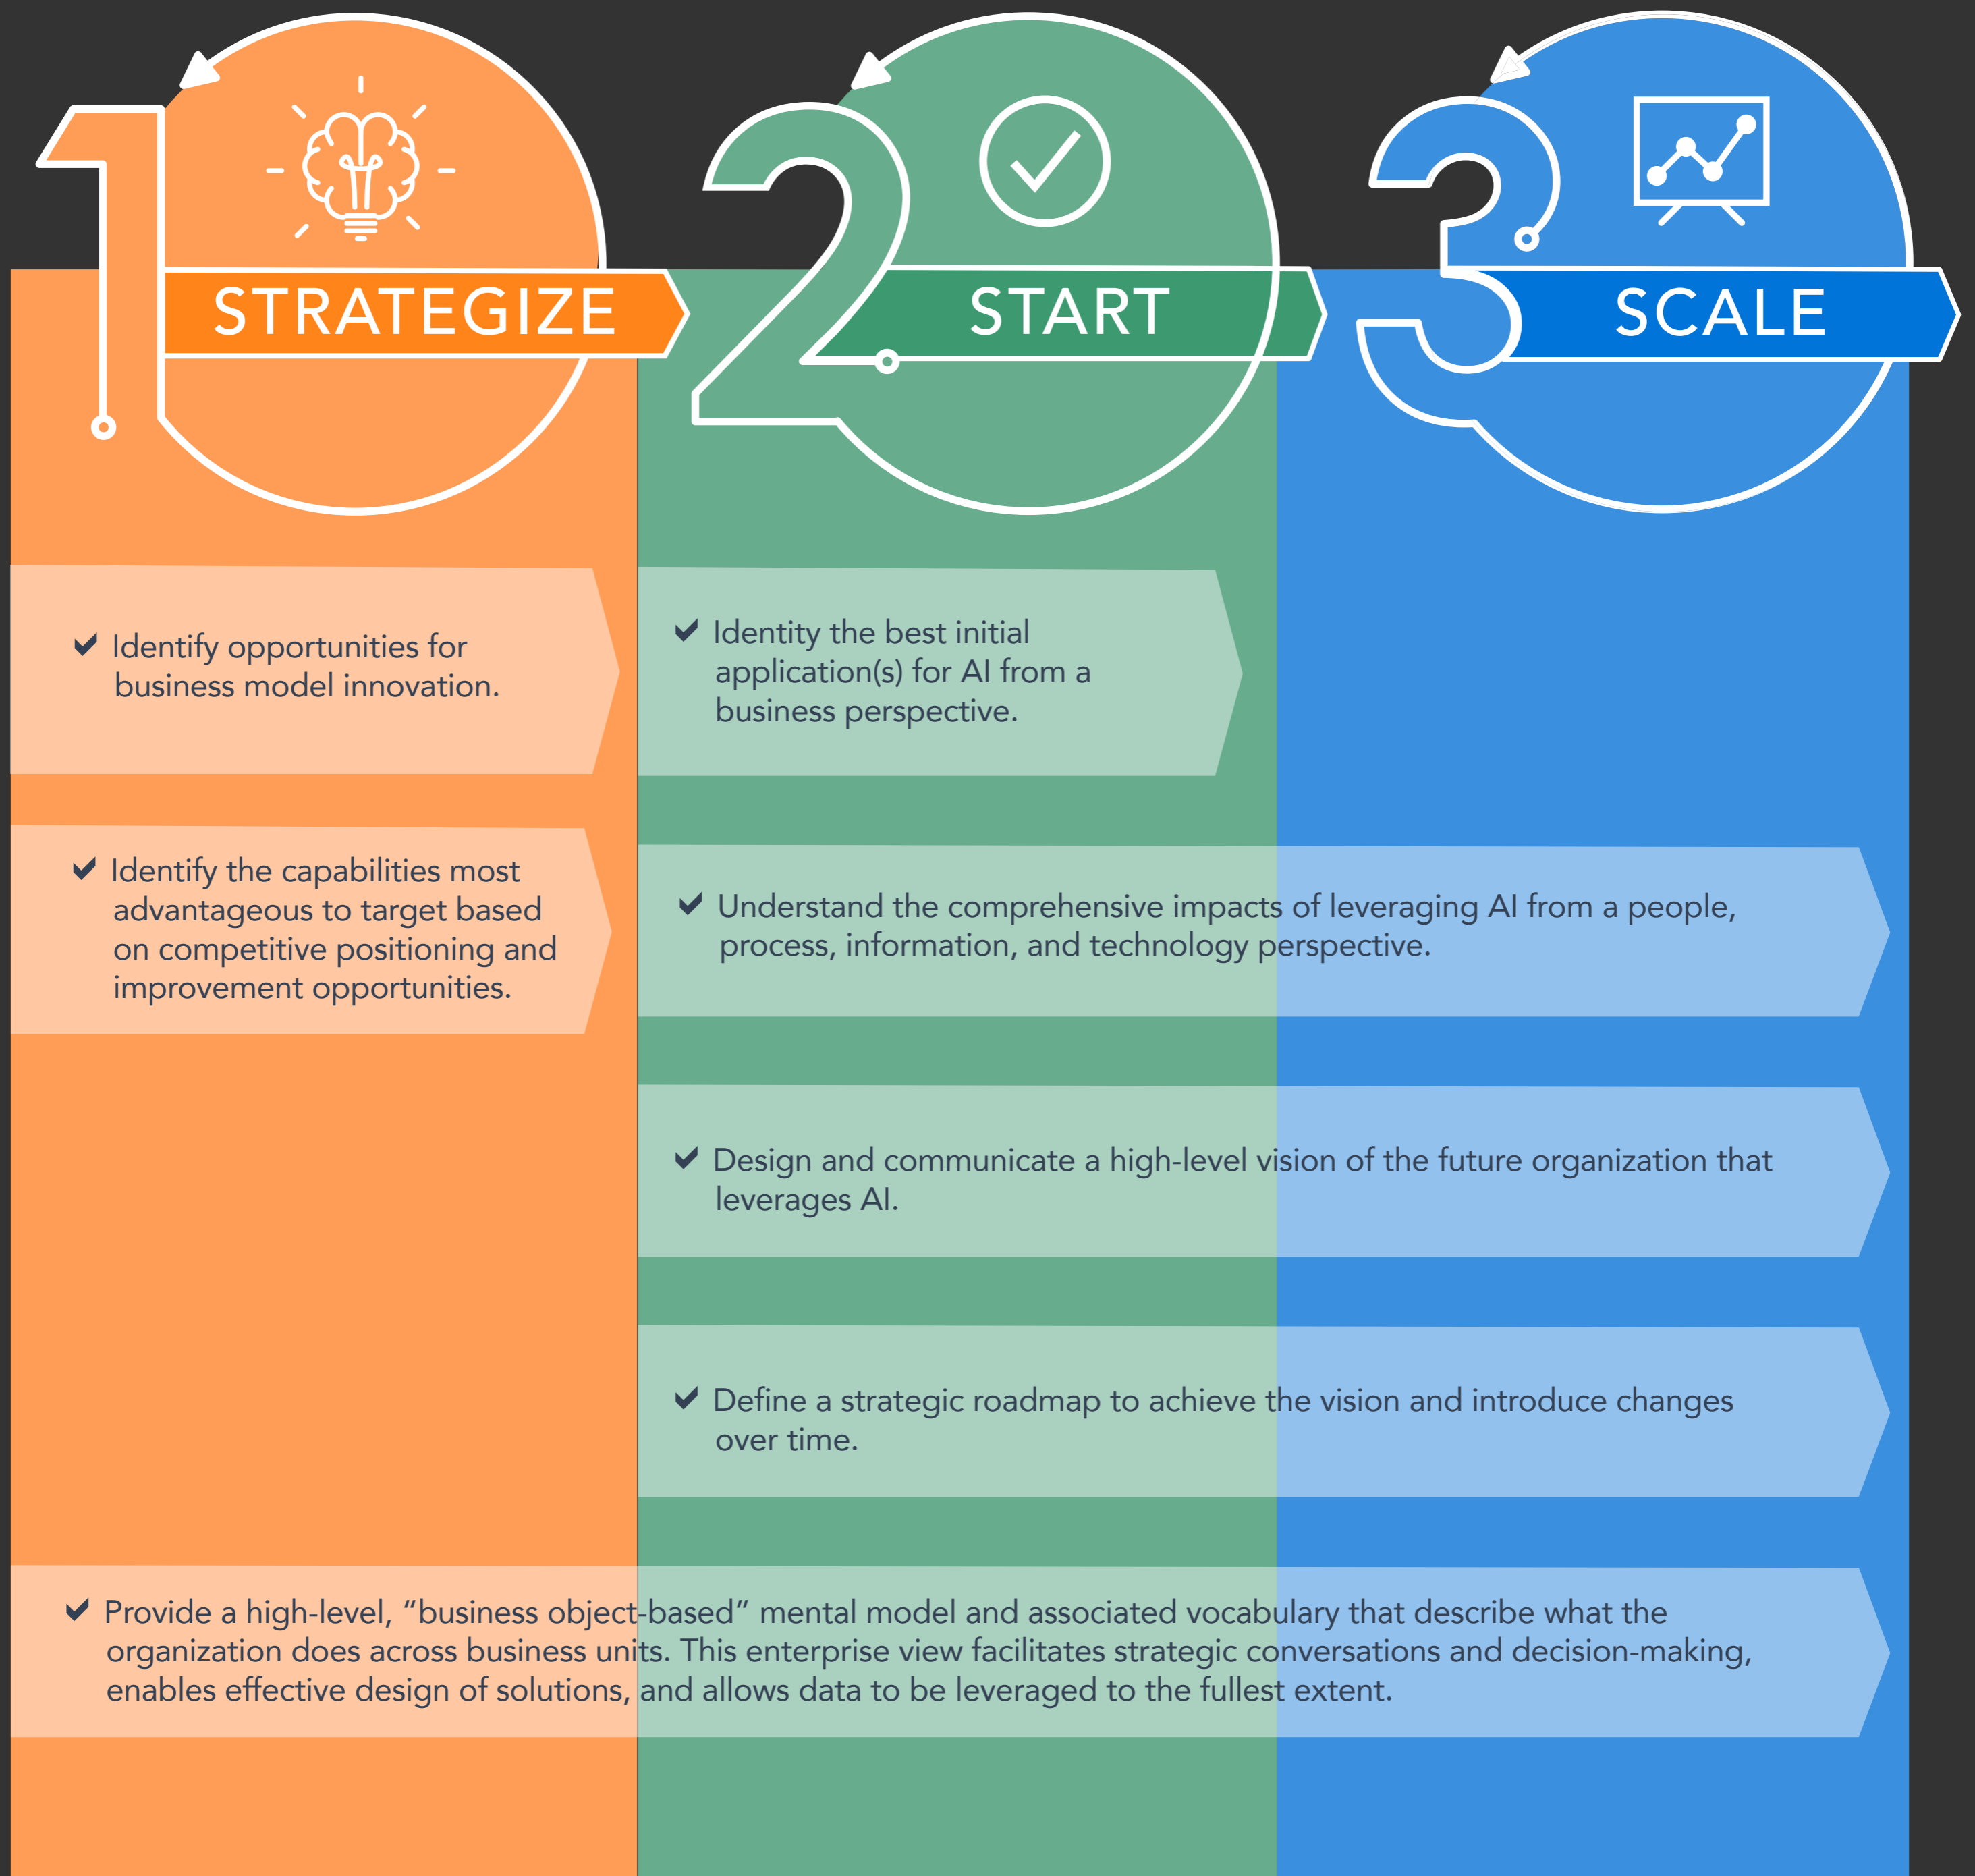 1
STRATEGIZE
2
START
3
SCALE
Identify opportunities for
business model innovation.
Identity the best initial
application(s) for AI from a
business perspective.
Identify the capabilities most
advantageous to target based
on competitive positioning and
improvement opportunities.
Understand the comprehensive impacts of leveraging AI from a people,
process, information, and technology perspective.
Design and communicate a high-level vision of the future organization that
leverages AI.
Define a strategic roadmap to achieve the vision and introduce changes
over time.
Provide a high-level, “business object-based” mental model and associated vocabulary that describe what the
organization does across business units. This enterprise view facilitates strategic conversations and decision-making,
enables effective design of solutions, and allows data to be leveraged to the fullest extent.